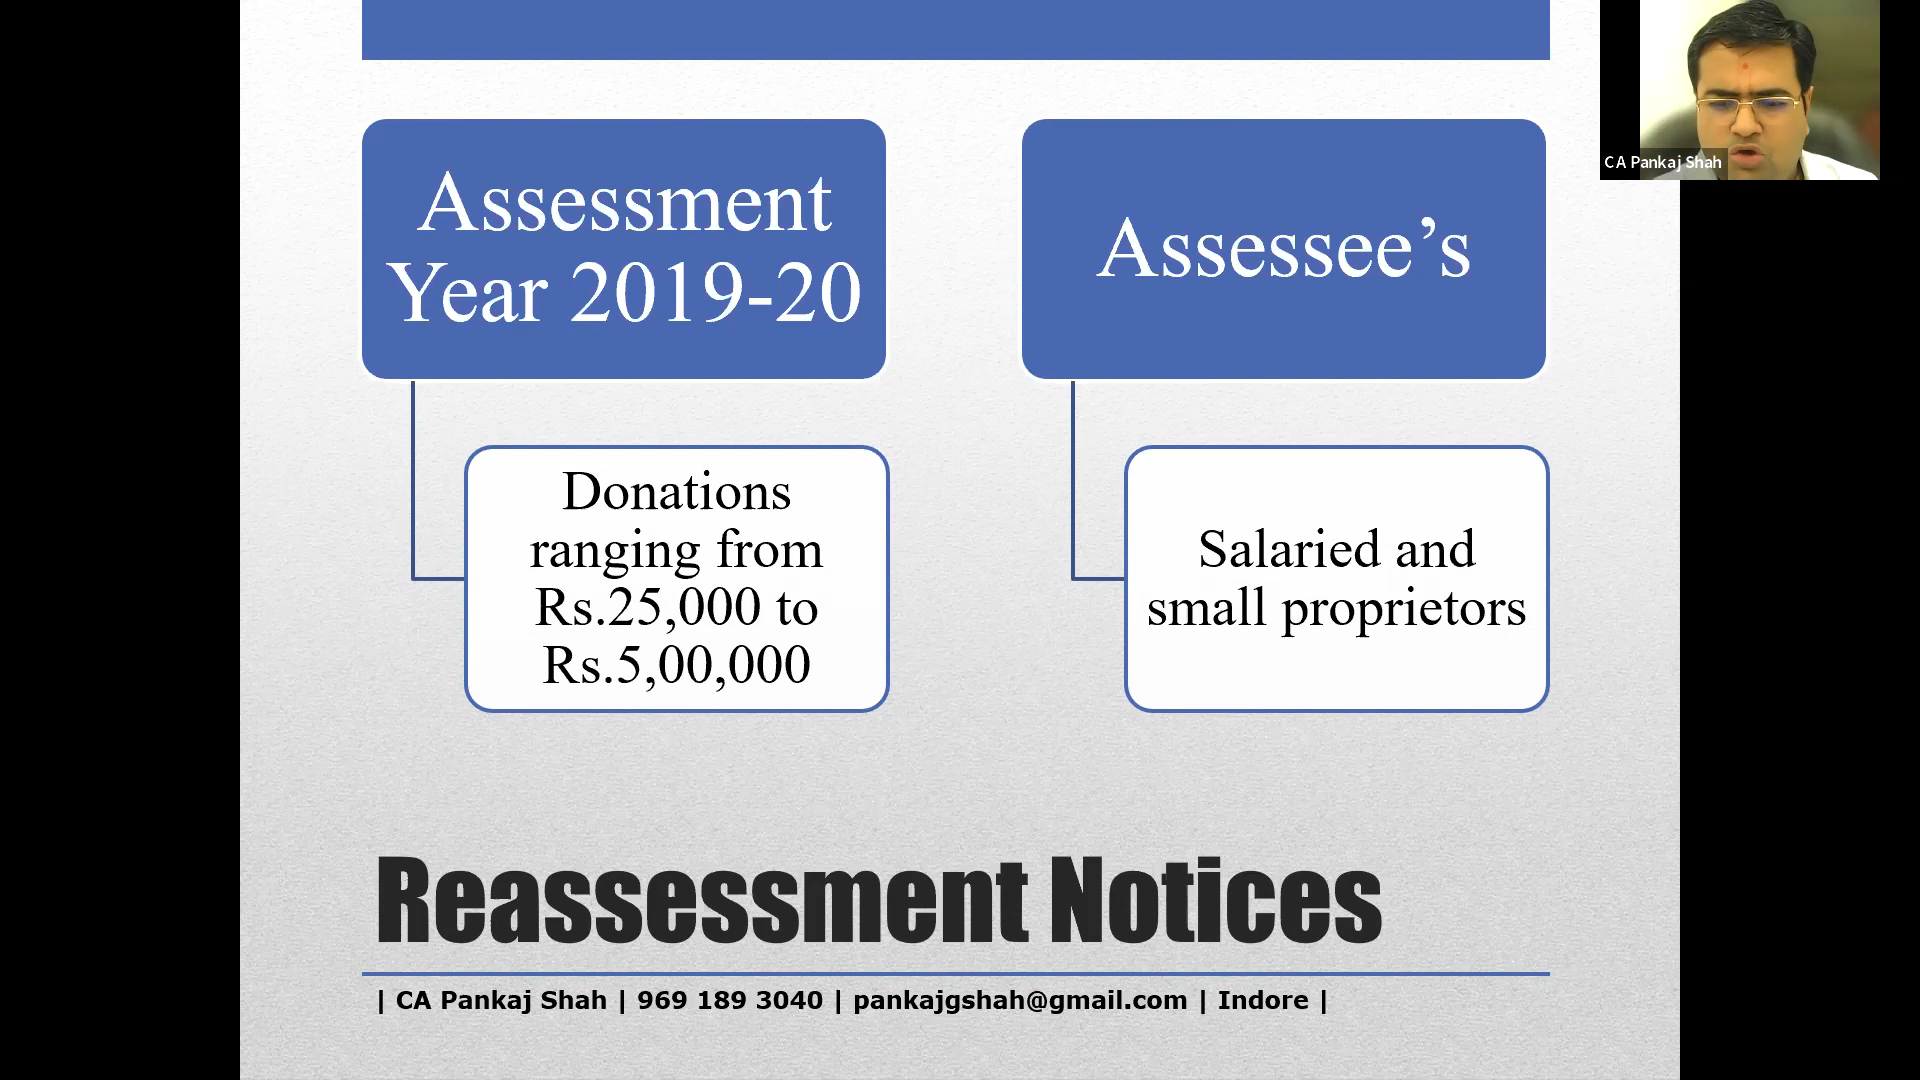 Assessment
Year 2019-20
Assessee’s
Donations
ranging from
Rs.25,000 to
Rs.5,00,000
Salaried and
small proprietors
Reassessment Notices
| CA Pankaj Shah | 969 189 3040 | pankajgshah@gmail.com | Indore |
C A Pankaj Shah